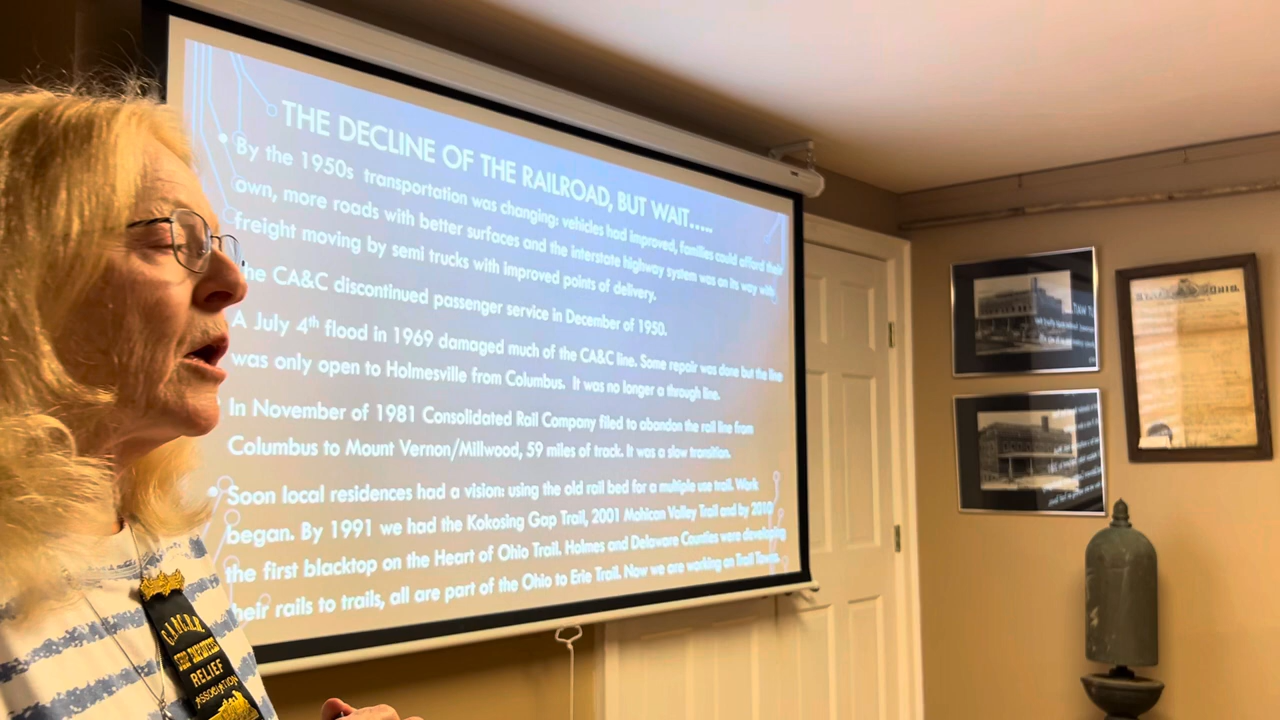 THE DECLINE OF THE RAILROAD, BUT WAIT.....
By the 1950s transportation was changing: vehicles had improved, families could afford their
own, more roads with better surfaces and the interstate highway system was on its way with
freight moving by semi trucks with improved points of delivery.
he CA&C discontinued passenger service in December of 1950.
A July 4th flood in 1969 damaged much of the CA&C line. Some repair was done but the line
was only open to Holmesville from Columbus. It was no longer a through line.
In November of 1981 Consolidated Rail Company filed to abandon the rail line from
Columbus to Mount Vernon/Millwood, 59 miles of track. It was a slow transition.
Soon local residences had a vision: using the old rail bed for a multiple use trail. Work
began. By 1991 we had the Kokosing Gap Trail, 2001 Mohican Valley Trail and by 2010
the first blacktop on the Heart of Ohio Trail. Holmes and Delaware Counties were developing
heir rails to trails, all are part of the Ohio to Erie Trail. Now we are working on Trail Towns.
EMPLOYEES
RELIEF
ASSOCIATION
OHIO.